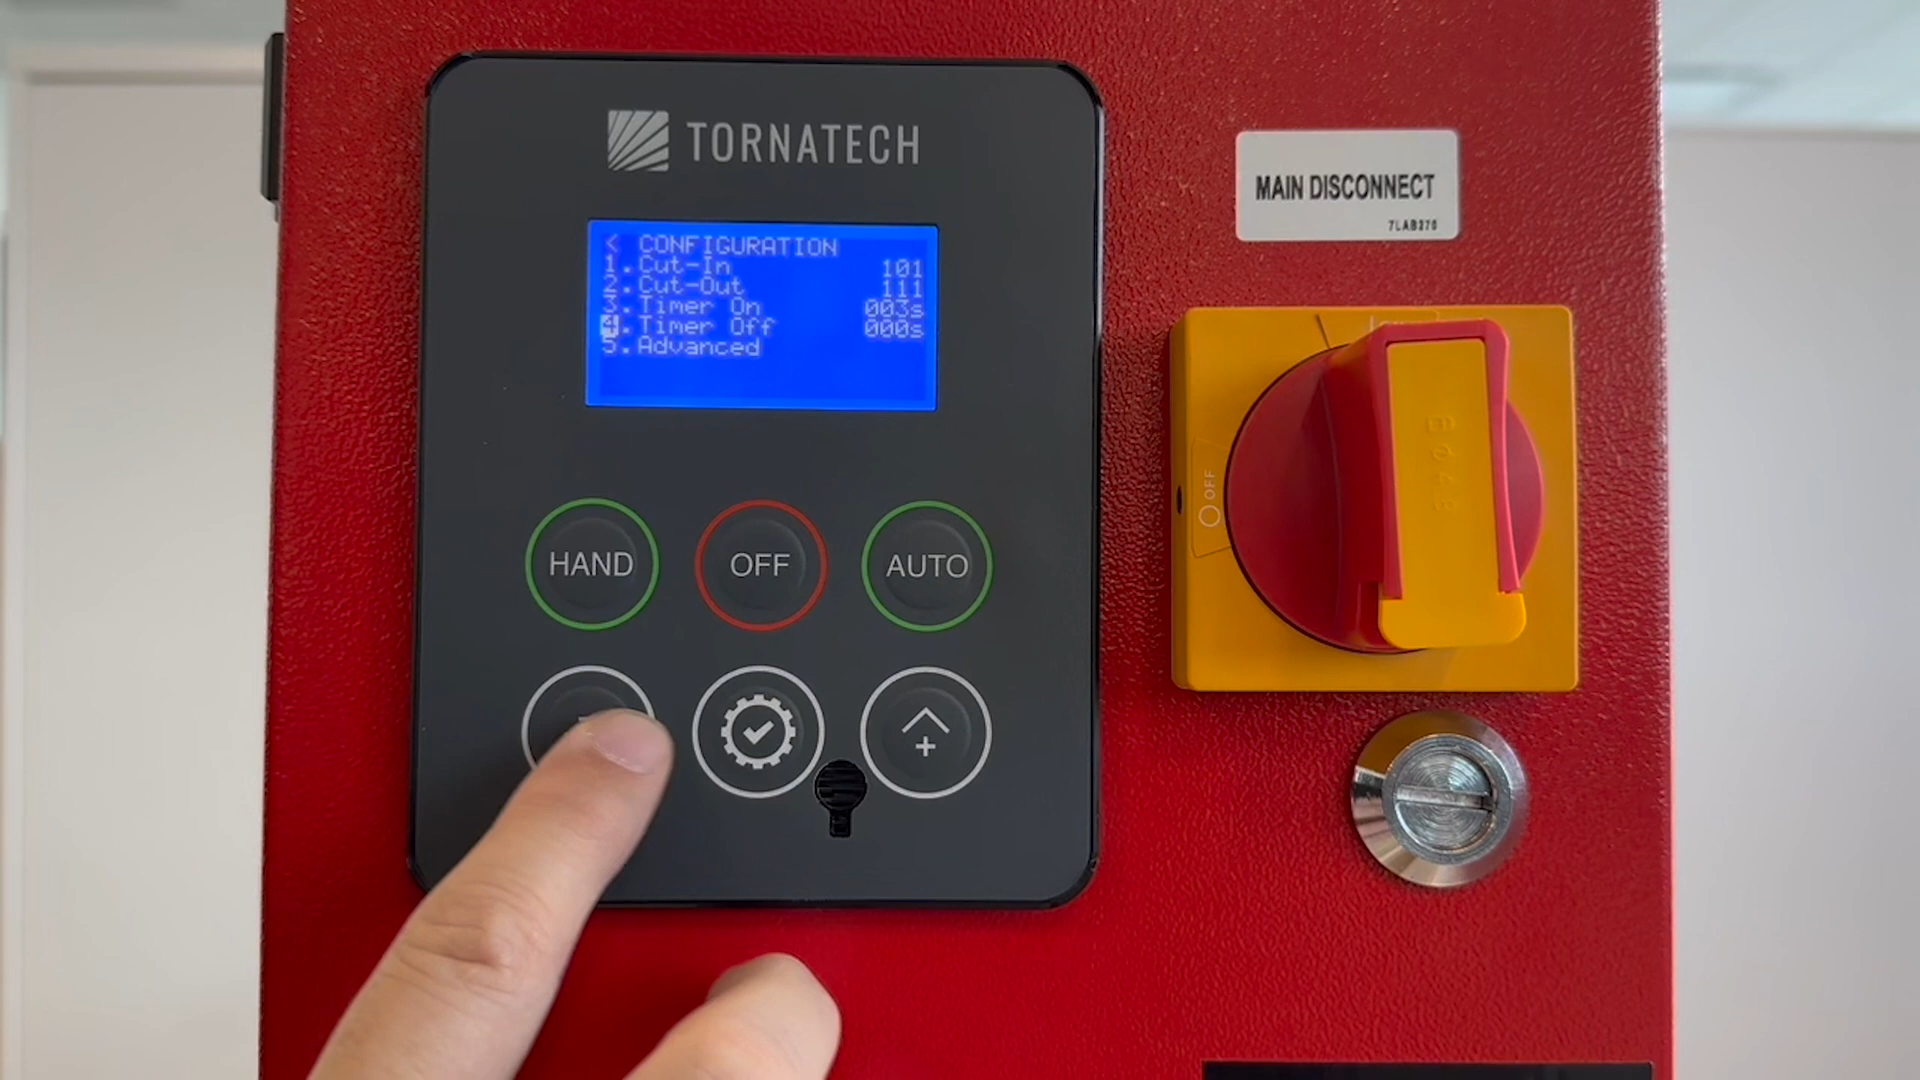 TORNATECH
< CONFIGURATION
1.Cut-In 101
2.Cut-Out 111
3.Timer On 003s
4.Timer Off 000s
5.Advanced
HAND
OFF
AUTO
+
MAIN DISCONNECT
7LAB370
OFF